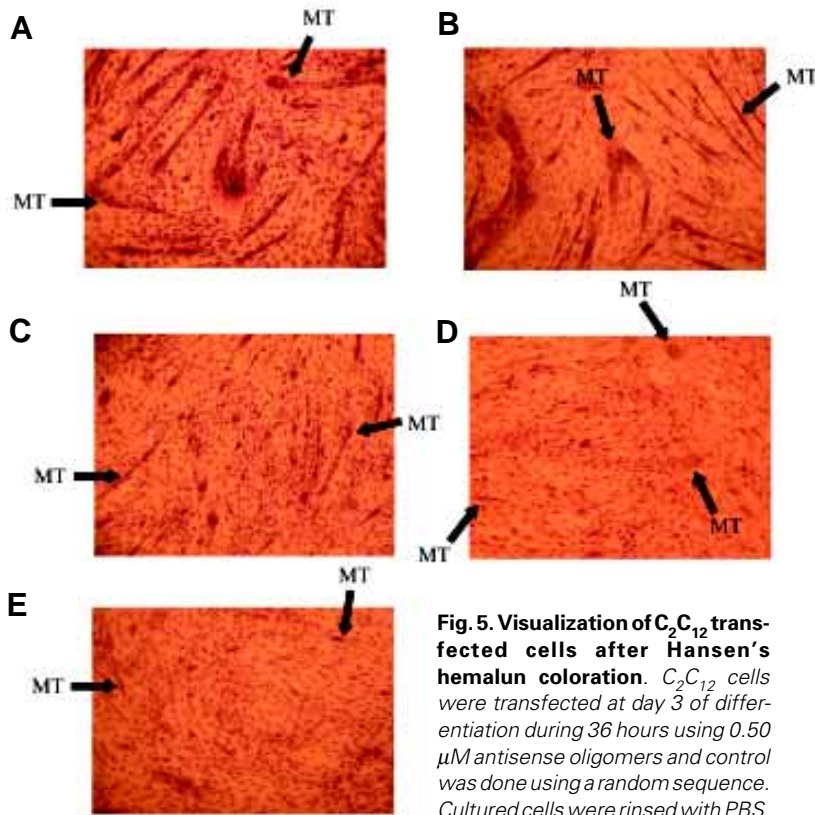 MT
A
B
MT
MT
MT
MT
C
D
MT
MT
MT
MT
MT
E
MT
MT
Fig. 5. Visualization of C2C12 trans-
fected cells after Hansen's
hemalun coloration. C2C12 cells
were transfected at day 3 of differ-
entiation during 36 hours using 0.50
µM antisense oligomers and control
was done using a random sequence.
Cultured cells were rinsed with PBS,